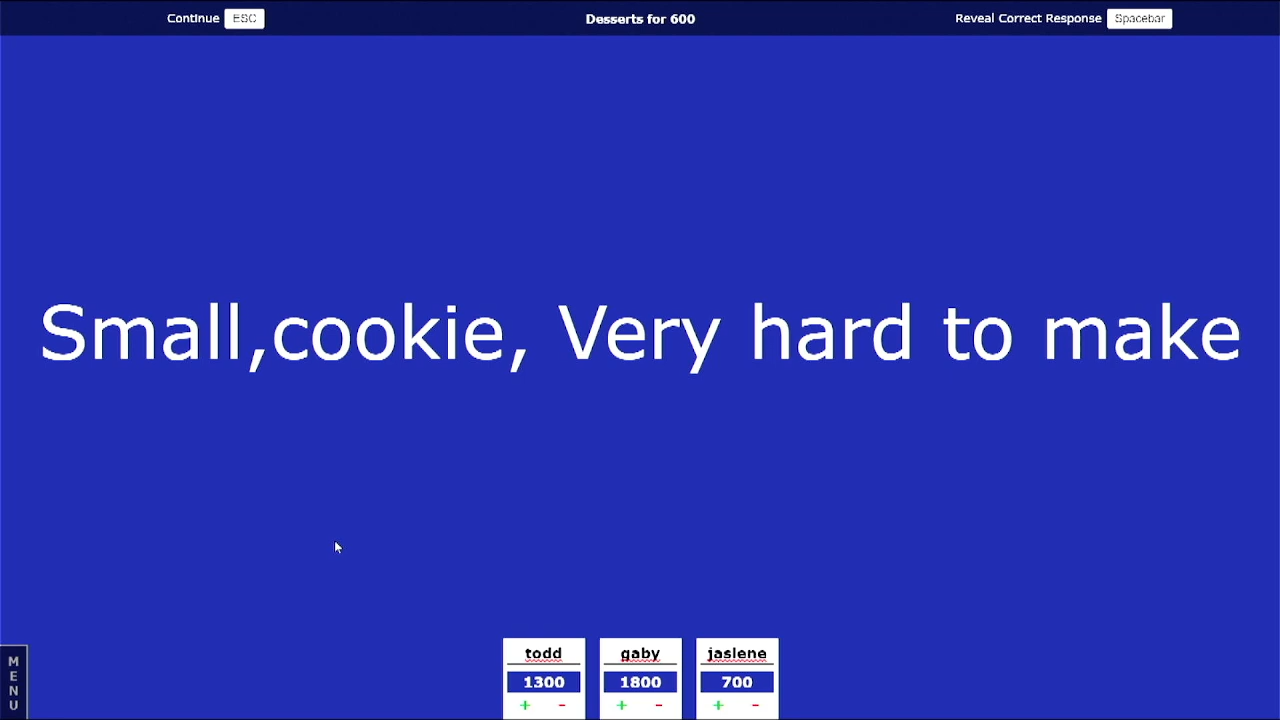 Continue ESC Desserts for 600 Reveal Correct Response Spacebar
Small,cookie, Very hard to make
MENU
todd gaby jaslene
1300 1800 700
+ - + - + -